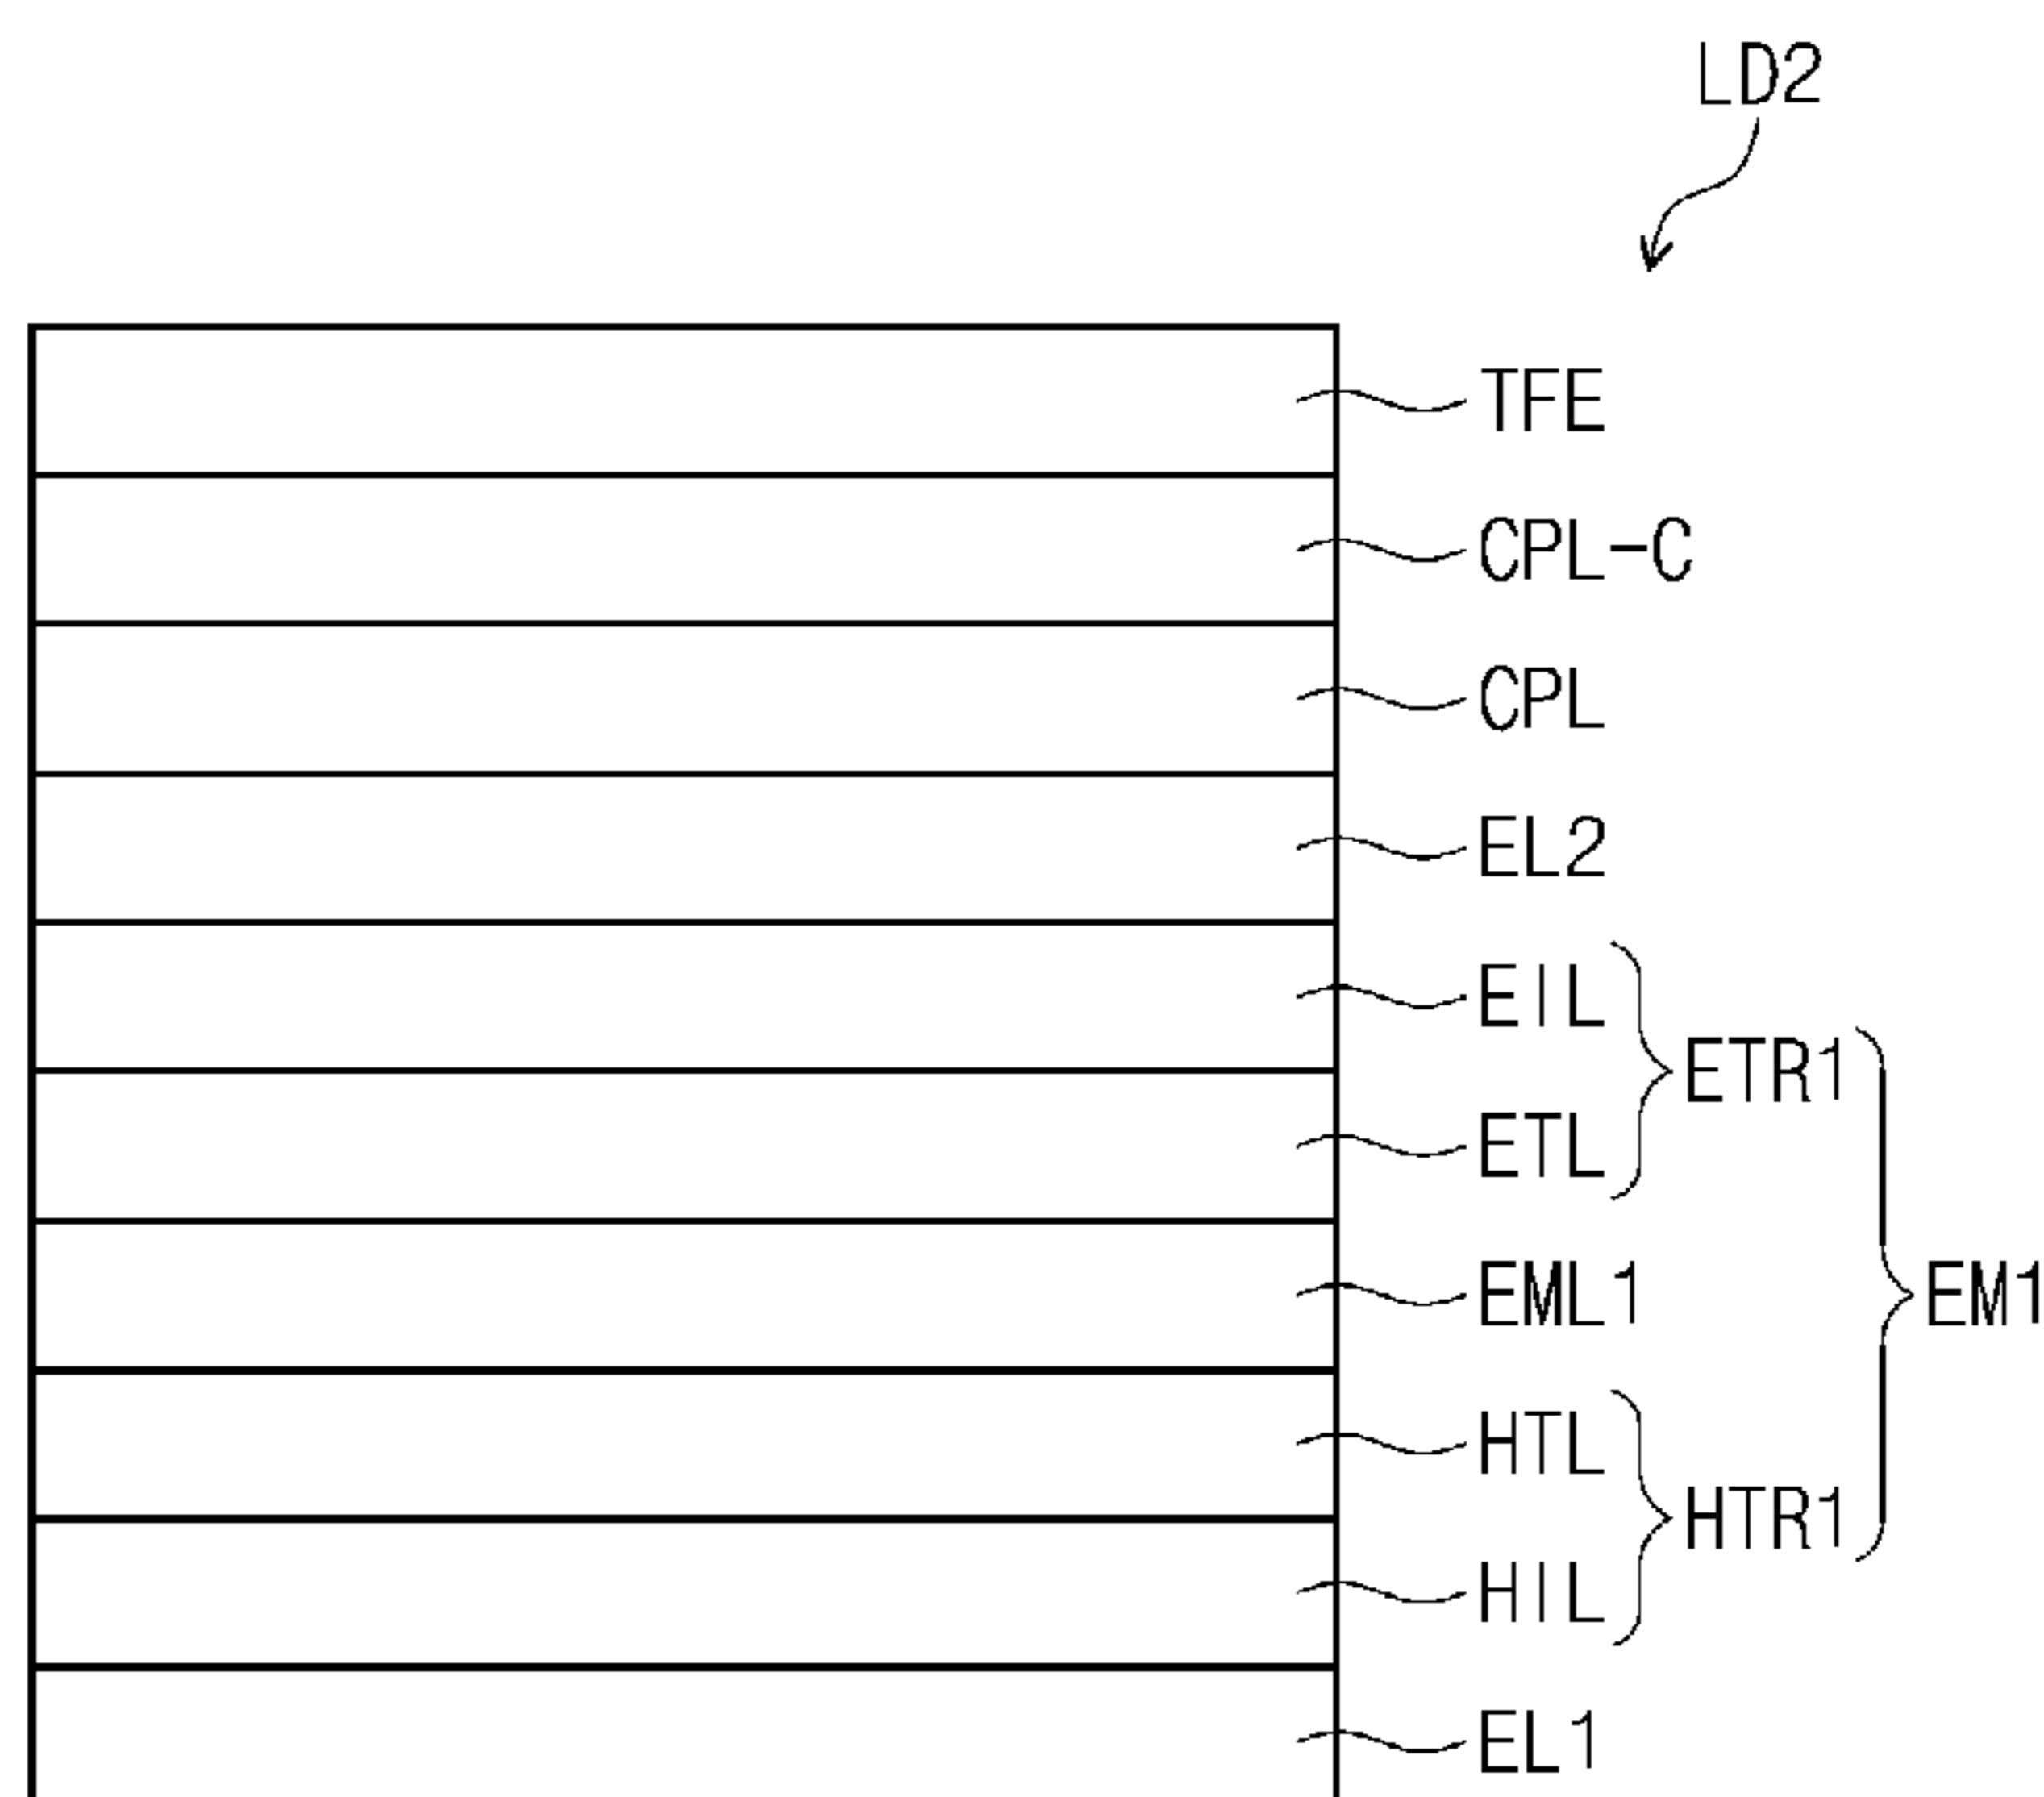 LD2
TFE
CPL-C
CPL
EL2
EIL
ETR1
ETL
EML1
EM1
HTL
HTR1
HIL
EL1